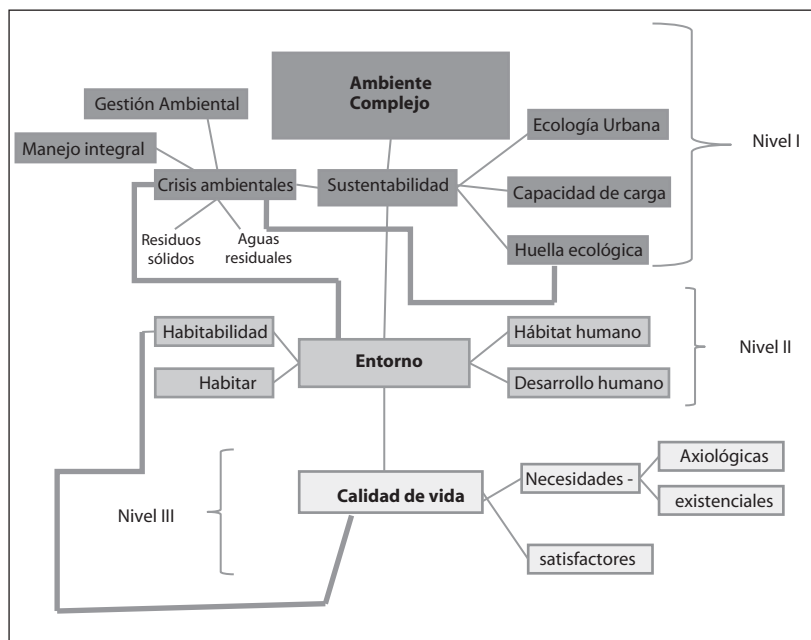 Ambiente
Complejo
Gestión Ambiental
Ecología Urbana
Nivel I
Manejo integral
Crisis ambientales
Sustentabilidad
Capacidad de carga
Residuos
sólidos
Aguas
residuales
Huella ecológica
Habitabilidad
Hábitat humano
Entorno
Nivel II
Habitar
Desarrollo humano
Axiológicas
Necesidades -
Calidad de vida
existenciales
Nivel III
satisfactores